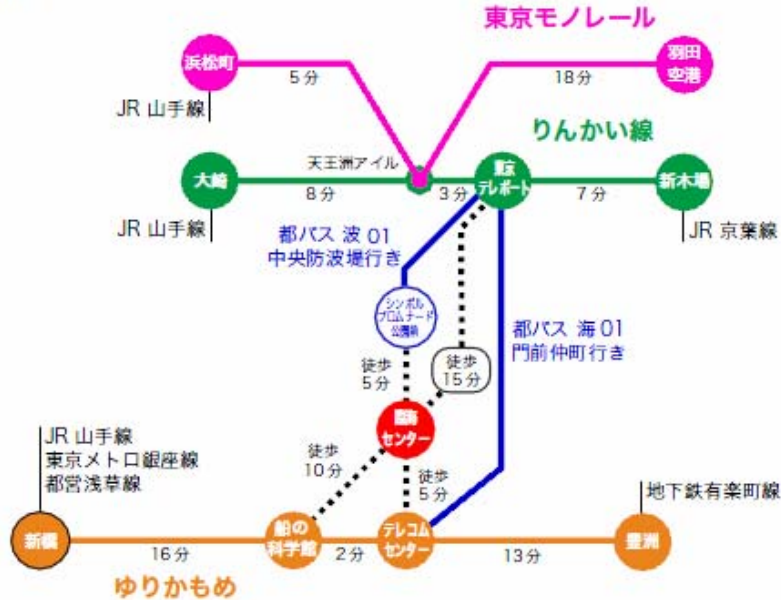 東京モノレール
浜松町
5分
18分
羽田
空港
JR 山手線
りんかい線
天王洲アイル
大崎
8分
3分
東京
テレポート
7分
新木場
JR 山手線
JR 京葉線
都バス 波 01
中央防波堤行き
シンボル
プロムナード
公園前
都バス 海 01
門前仲町行き
徒歩
5分
徒歩
15分
臨海
センター
JR 山手線
東京メトロ銀座線
都営浅草線
徒歩
10分
徒歩
5分
地下鉄有楽町線
新橋
16分
船の
科学館
2分
テレコム
センター
13分
豊洲
ゆりかもめ